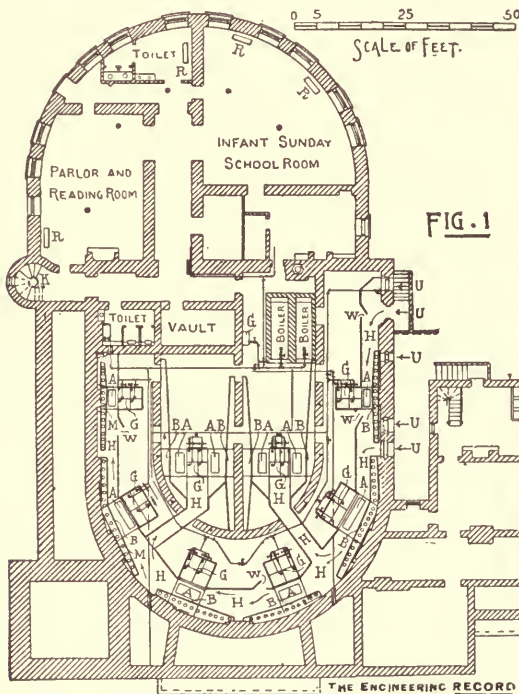 0 5 25 50
SCALE OF FEET.
TOILET
R
R
R
INFANT SUNDAY
SCHOOL ROOM
PARLOR AND
READING ROOM
R
FIG. 1
K
U
W
U
H
TOILET
VAULT
G
BOILER
BOILER
G
A
U
A
G
W
B
U
M
G
W
H
BA
AB
BA
AB
H
A
A
G
G
G
G
H
H
B
M
B
G
W
G
H
H
H
A
B
H
B
A
H
THE ENGINEERING RECORD